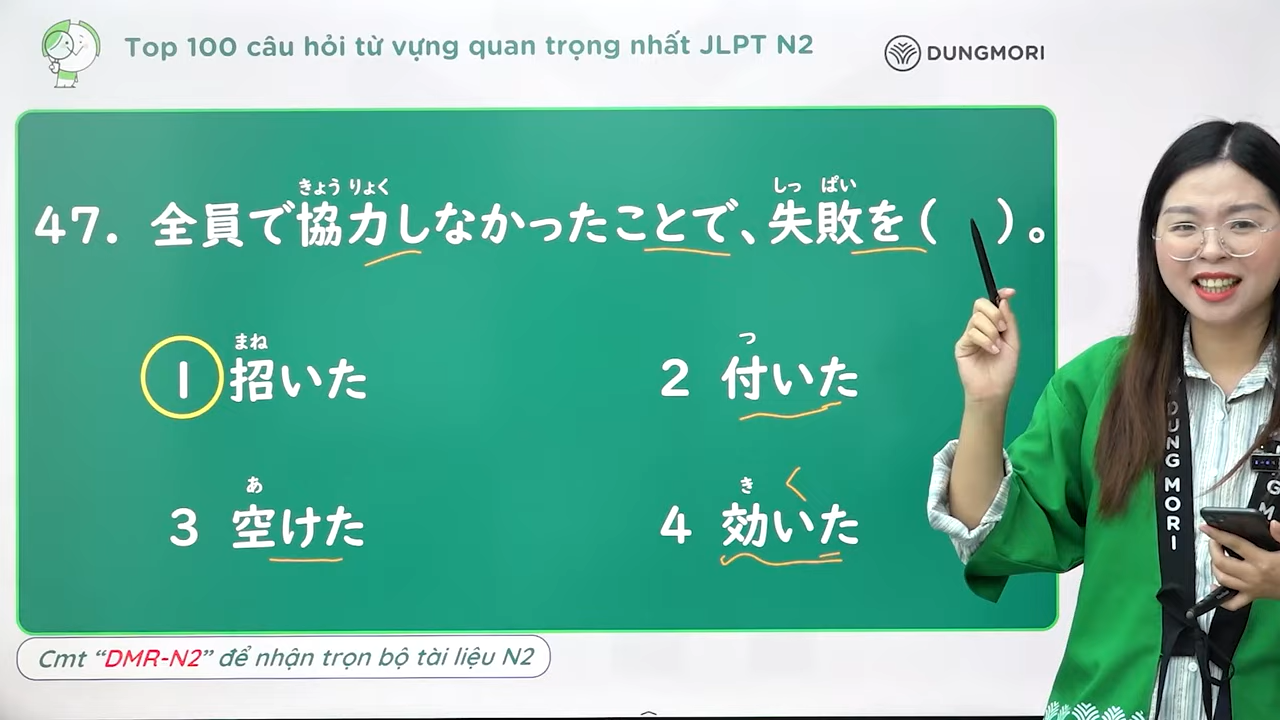 Top 100 câu hỏi từ vựng quan trọng nhất JLPT N2
DUNGMORI
きょう りょく しっ ぱい
47. 全員で協力しなかったことで、失敗を( )。
まね つ
1 招いた 2 付いた
あ き く
3 空けた 4 効いた
Cmt “DMR-N2” để nhận trọn bộ tài liệu N2
DUNGMORI